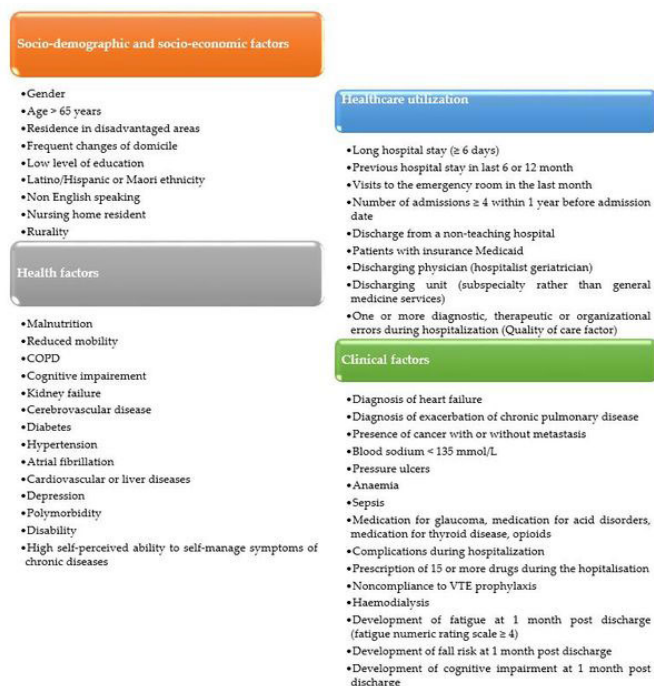 Socio-demographic and socio-economic factors
•Gender
•Age > 65 years
•Residence in disadvantaged areas
•Frequent changes of domicile
•Low level of education
•Latino/Hispanic or Maori ethnicity
•Non English speaking
•Nursing home resident
•Rurality
Health factors
•Malnutrition
•Reduced mobility
•COPD
•Cognitive impairement
•Kidney failure
•Cerebrovascular disease
•Diabetes
•Hypertension
•Atrial fibrillation
•Cardiovascular or liver diseases
•Depression
•Polymorbidity
•Disability
•High self-perceived ability to self-manage symptoms of
chronic diseases
Healthcare utilization
•Long hospital stay (≥ 6 days)
•Previous hospital stay in last 6 or 12 month
•Visits to the emergency room in the last month
•Number of admissions ≥ 4 within 1 year before admission
date
•Discharge from a non-teaching hospital
•Patients with insurance Medicaid
•Discharging physician (hospitalist geriatrician)
•Discharging unit (subspecialty rather than general
medicine services)
•One or more diagnostic, therapeutic or organizational
errors during hospitalization (Quality of care factor)
Clinical factors
•Diagnosis of heart failure
•Diagnosis of exacerbation of chronic pulmonary disease
•Presence of cancer with or without metastasis
•Blood sodium < 135 mmol/L
•Pressure ulcers
•Anaemia
•Sepsis
•Medication for glaucoma, medication for acid disorders,
medication for thyroid disease, opioids
•Complications during hospitalization
•Prescription of 15 or more drugs during the hopitalisation
•Noncompliance to VTE prophylaxis
•Haemodialysis
•Development of fatigue at 1 month post discharge
(fatigue numeric rating scale ≥ 4)
•Development of fall risk at 1 month post discharge
•Development of cognitive impairment at 1 month post
discharge